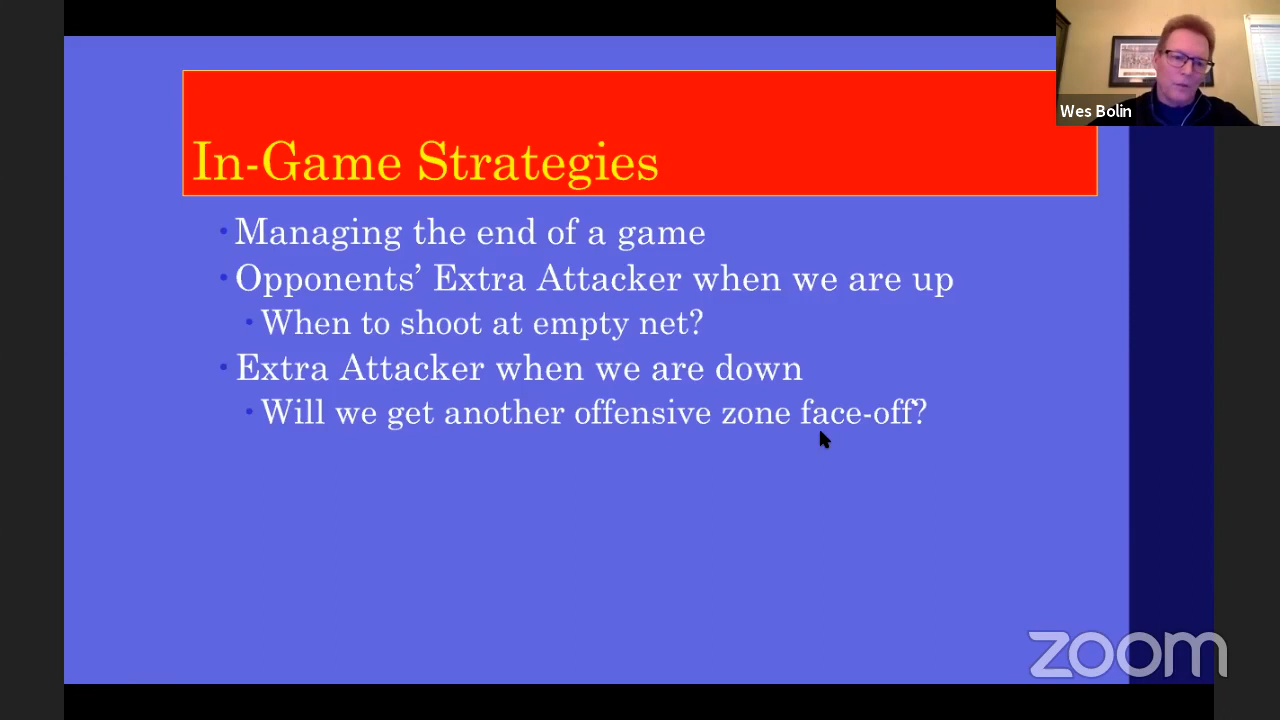 Wes Bolin
In-Game Strategies
• Managing the end of a game
• Opponents’ Extra Attacker when we are up
• When to shoot at empty net?
• Extra Attacker when we are down
• Will we get another offensive zone face-off?
zoom